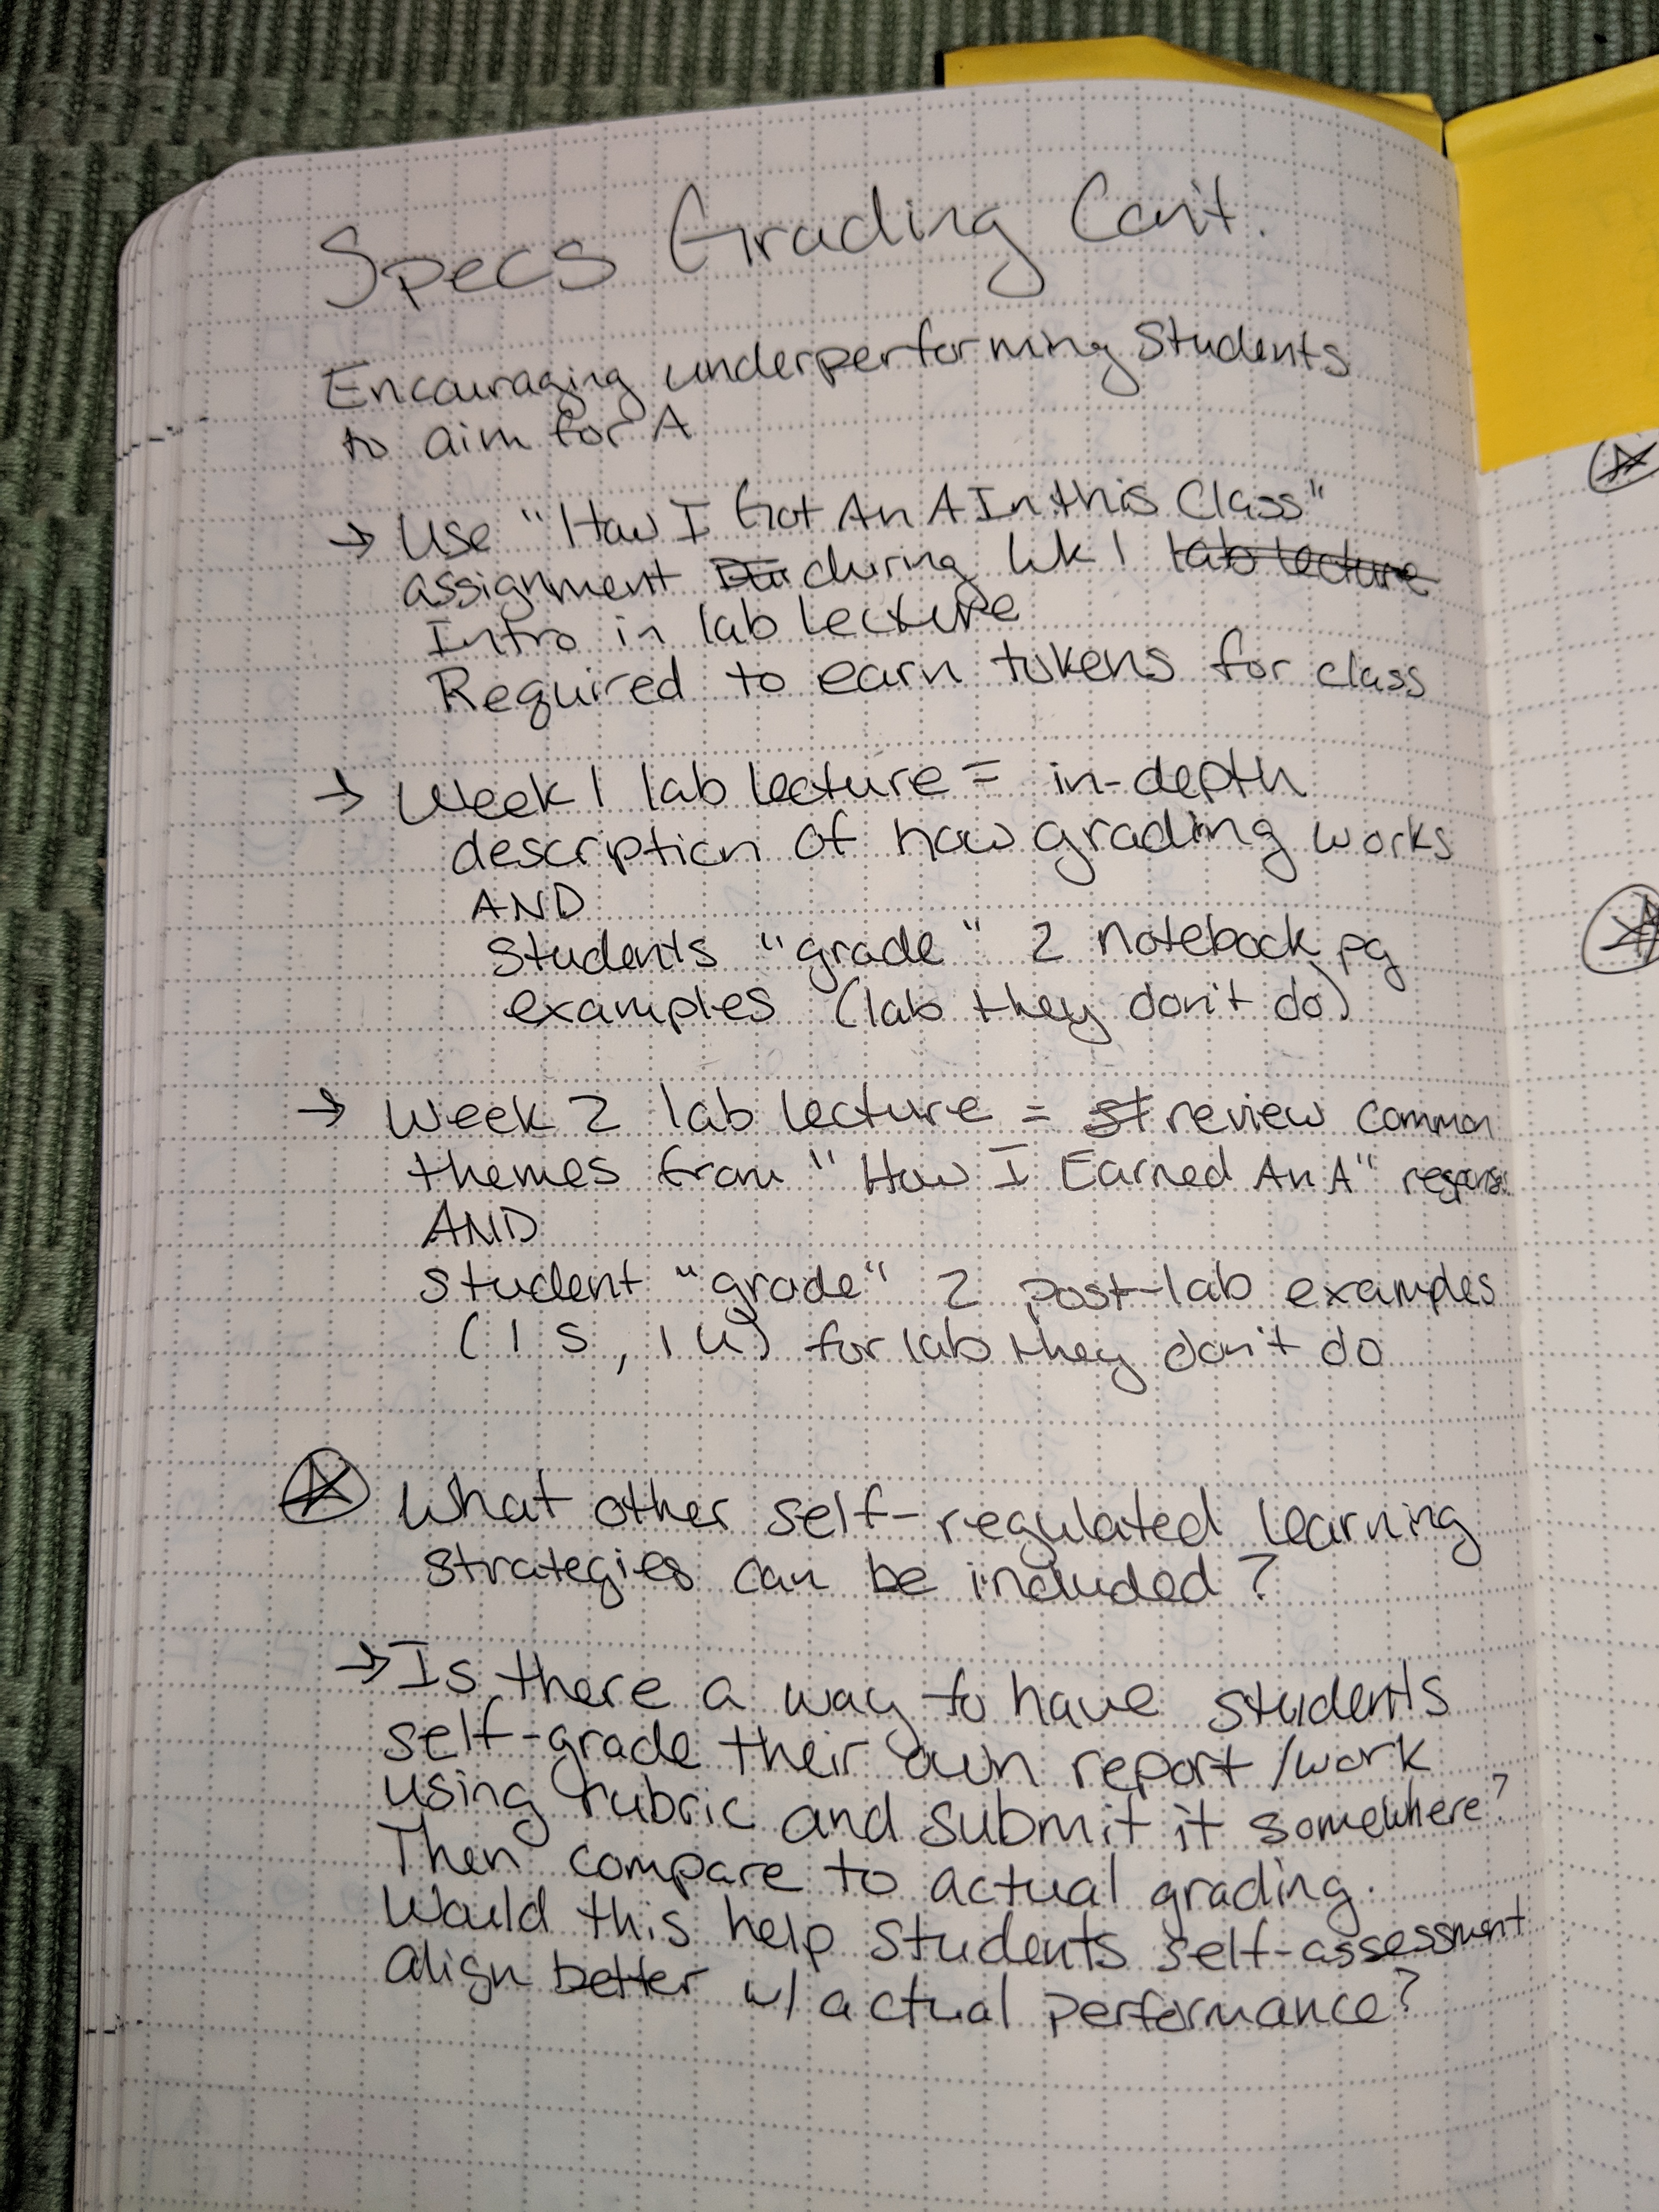 Specs Grading Con't.
Encouraging underperforming Students
to aim for A
→ Use "How I Got An A In this Class"
assignment during Wk 1 lab lecture
Intro in lab lecture
Required to earn tokens for class
→ Week 1 lab lecture = in-depth
description of how grading works
AND
students "grade" 2 notebook pg
examples (lab they don't do)
→ Week 2 lab lecture = st review common
themes from "How I Earned An A"
AND
student "grade" 2 post-lab examples
(1 S, 1 U) for lab they don't do
What other self-regulated learning
strategies can be included?
→ Is there a way to have students
self-grade their own report/work
using rubric and submit it somewhere?
Then compare to actual grading.
Would this help students self-assessment
align better w/ actual performance?